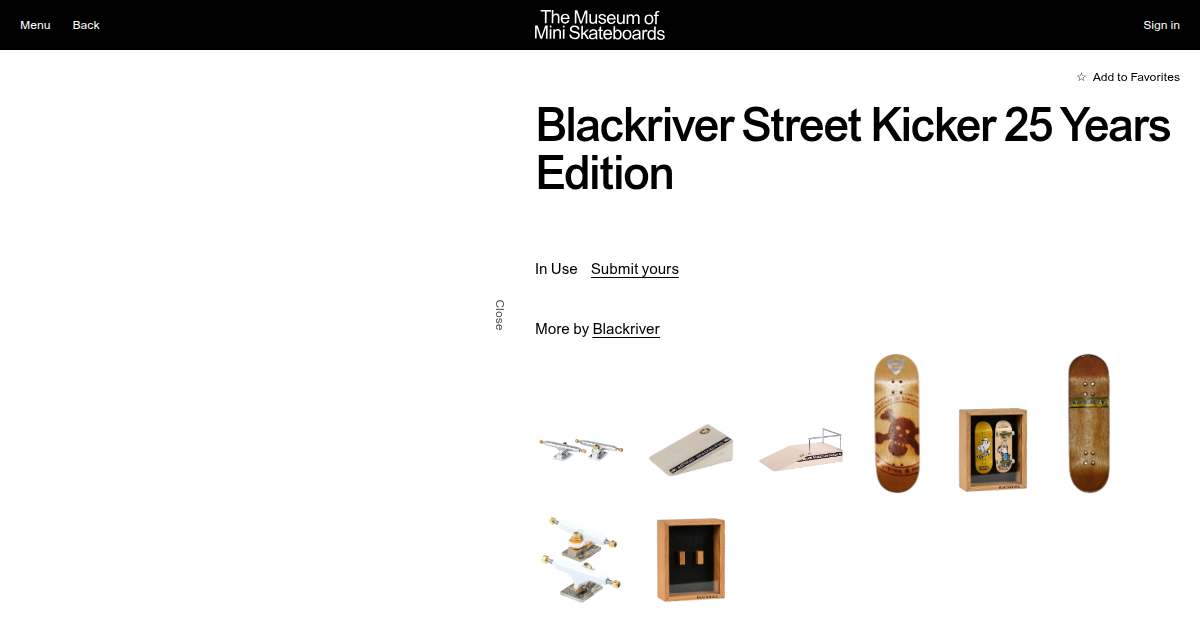 Menu
Back
The Museum of
Mini Skateboards
Sign in
☆ Add to Favorites
Blackriver Street Kicker 25 Years
Edition
In Use Submit yours
Close
More by Blackriver